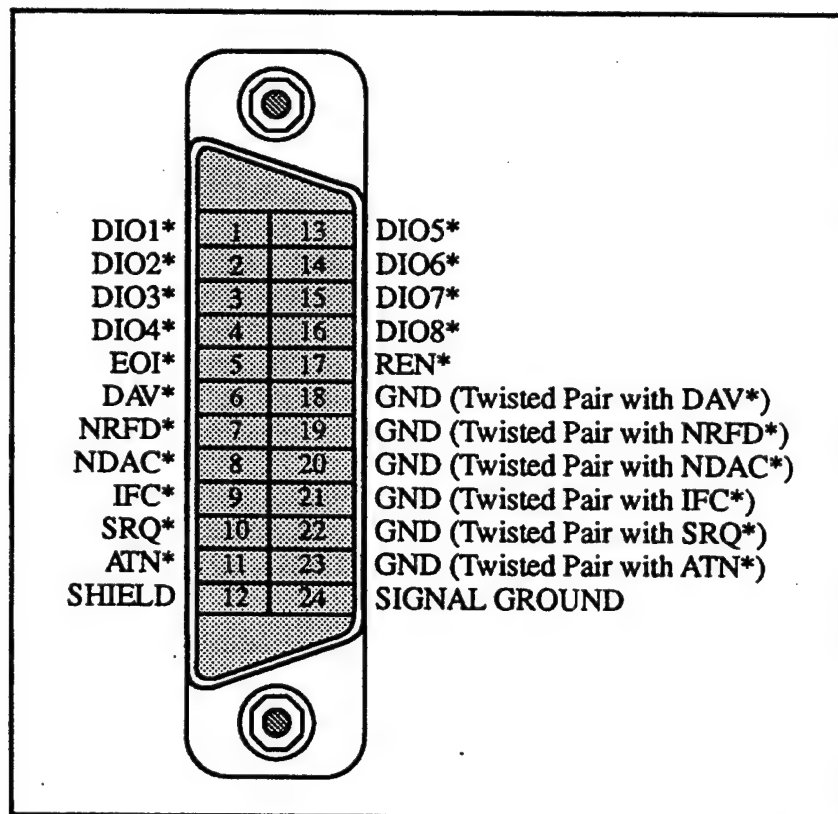 DIO1* 1 13 DIO5*
DIO2* 2 14 DIO6*
DIO3* 3 15 DIO7*
DIO4* 4 16 DIO8*
EOI* 5 17 REN*
DAV* 6 18 GND (Twisted Pair with DAV*)
NRFD* 7 19 GND (Twisted Pair with NRFD*)
NDAC* 8 20 GND (Twisted Pair with NDAC*)
IFC* 9 21 GND (Twisted Pair with IFC*)
SRQ* 10 22 GND (Twisted Pair with SRQ*)
ATN* 11 23 GND (Twisted Pair with ATN*)
SHIELD 12 24 SIGNAL GROUND